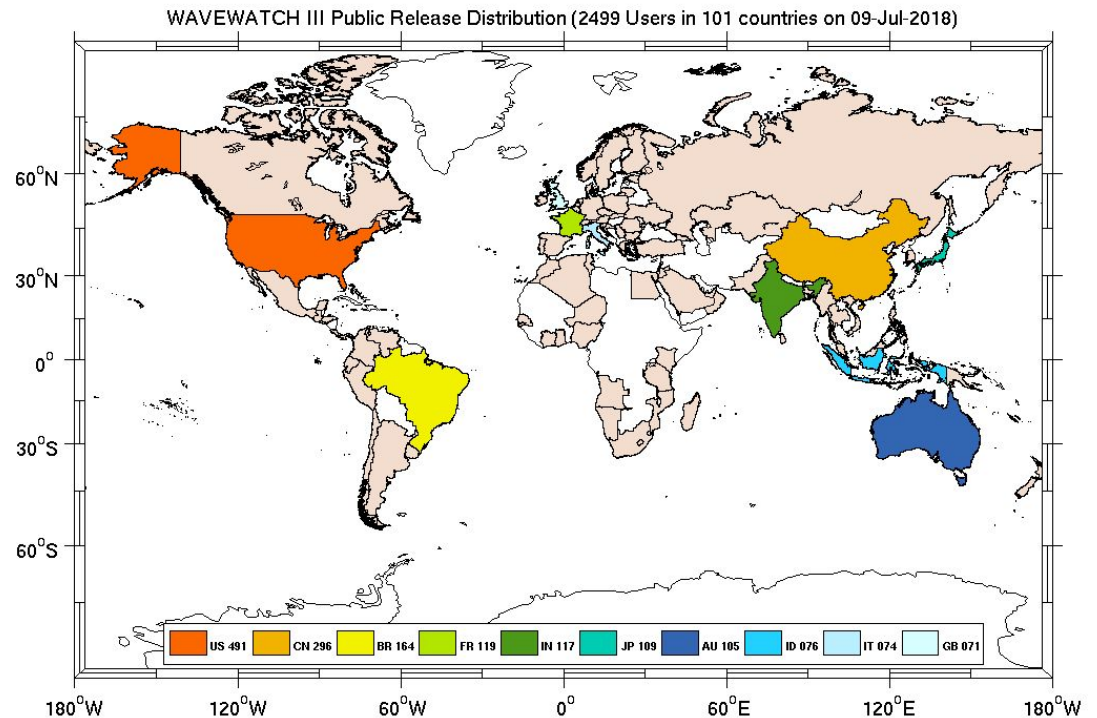 WAVEWATCH III Public Release Distribution (2499 Users in 101 countries on 09-Jul-2018)
60°N
30°N
0°
30°S
60°S
US 491 CN 296 BR 164 FR 119 IN 117 JP 109 AU 105 ID 076 IT 074 GB 071
180°W 120°W 60°W 0° 60°E 120°E 180°W